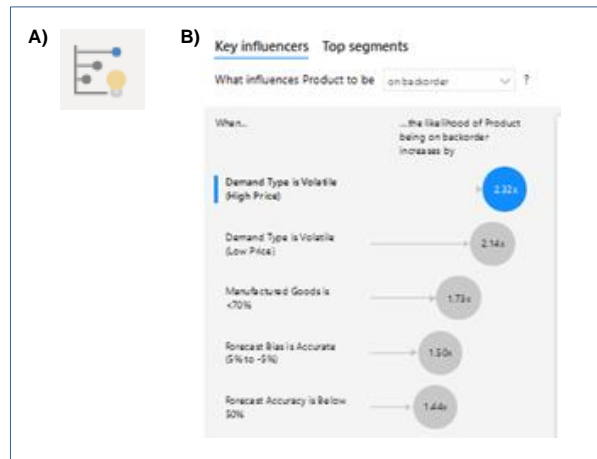 A)
B)
Key influencers Top segments
What influences Product to be on backorder ?
When...
...the likelihood of Product
being on backorder
increases by
Demand Type is Volatile
(High Price)
2.32x
Demand Type is Volatile
(Low Price)
2.14x
Manufactured Goods is
<70%
1.73x
Forecast Bias is Accurate
(5% to -5%)
1.50x
Forecast Accuracy is Below
50%
1.44x